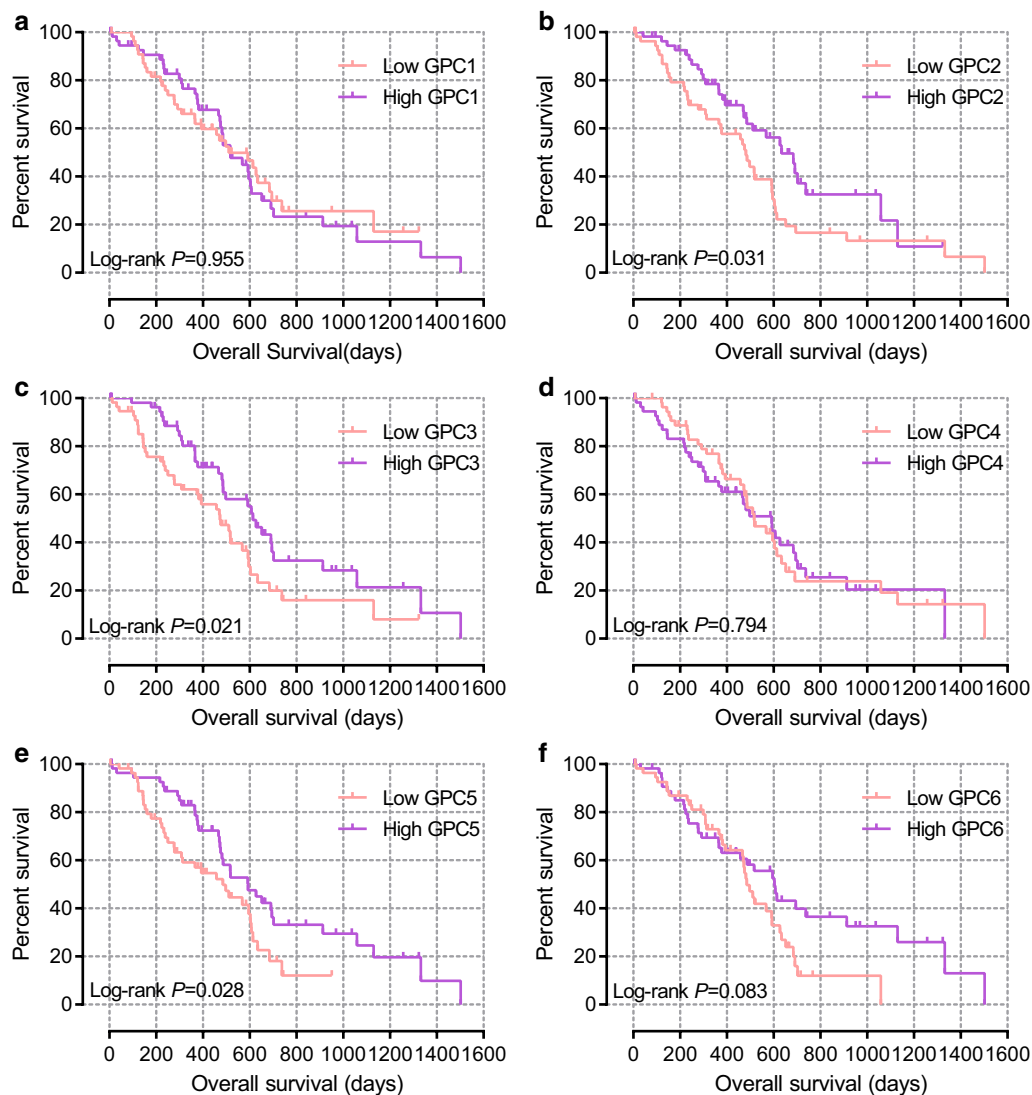 a
100
80
60
40
20
0
Percent survival
Low GPC1
High GPC1
Log-rank P=0.955
0 200 400 600 800 1000 1200 1400 1600
Overall Survival(days)
b
100
80
60
40
20
0
Percent survival
Low GPC2
High GPC2
Log-rank P=0.031
0 200 400 600 800 1000 1200 1400 1600
Overall survival (days)
c
100
80
60
40
20
0
Percent survival
Low GPC3
High GPC3
Log-rank P=0.021
0 200 400 600 800 1000 1200 1400 1600
Overall survival (days)
d
100
80
60
40
20
0
Percent survival
Low GPC4
High GPC4
Log-rank P=0.794
0 200 400 600 800 1000 1200 1400 1600
Overall survival (days)
e
100
80
60
40
20
0
Percent survival
Low GPC5
High GPC5
Log-rank P=0.028
0 200 400 600 800 1000 1200 1400 1600
Overall survival (days)
f
100
80
60
40
20
0
Percent survival
Low GPC6
High GPC6
Log-rank P=0.083
0 200 400 600 800 1000 1200 1400 1600
Overall survival (days)